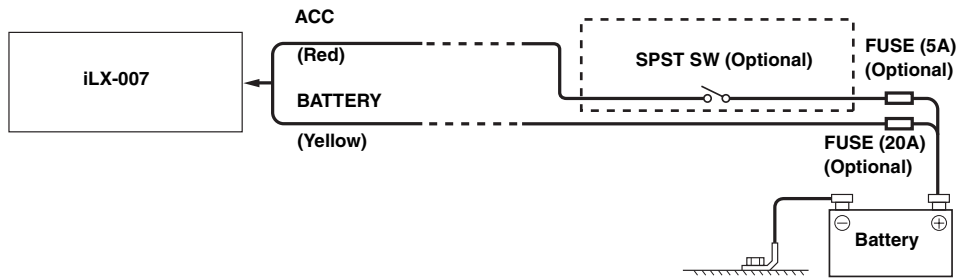 ACC
(Red)
SPST SW (Optional)
FUSE (5A)
(Optional)
iLX-007
BATTERY
(Yellow)
FUSE (20A)
(Optional)
Battery